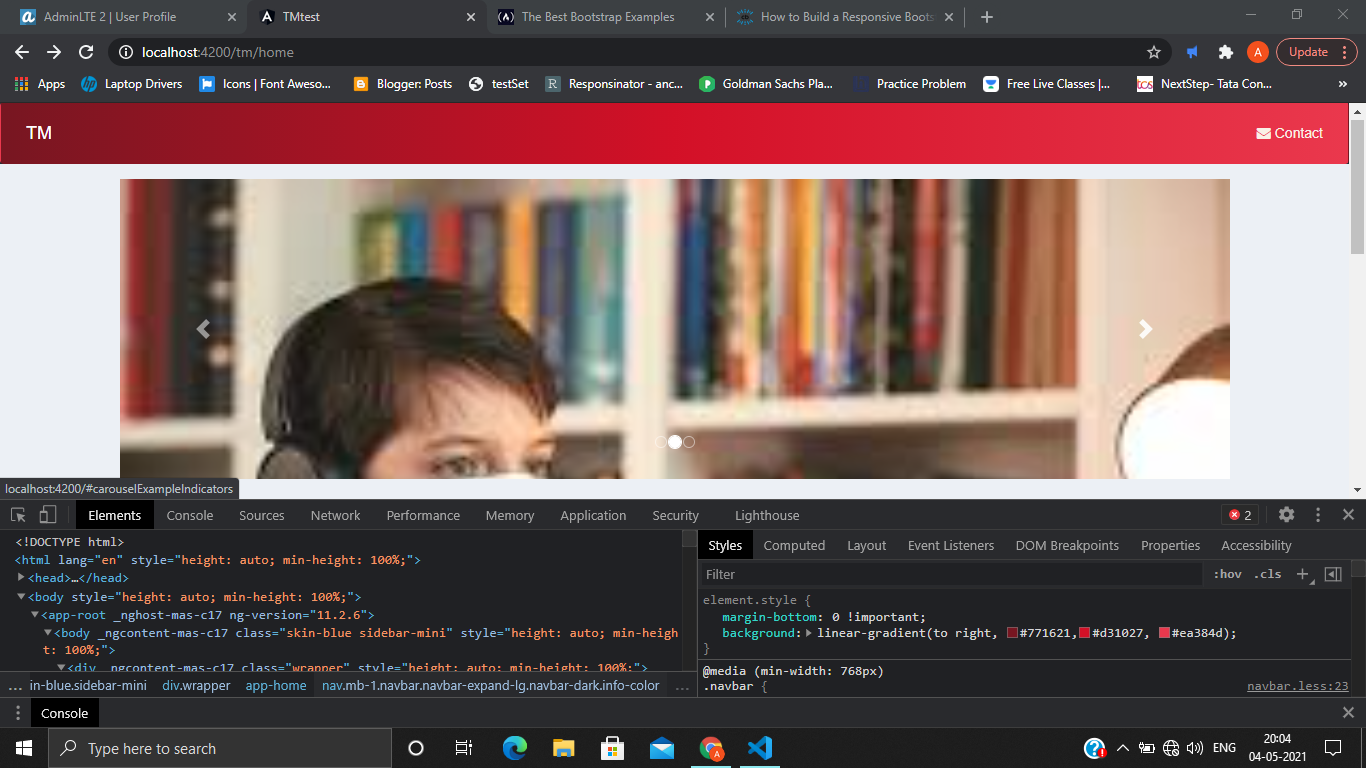 AdminLTE 2 | User Profile
TMtest
The Best Bootstrap Examples
How to Build a Responsive Boots
localhost:4200/tm/home
A
Update
Apps
Laptop Drivers
Icons | Font Aweso...
Blogger: Posts
testSet
R
Responsinator - anc...
Goldman Sachs Pla...
Practice Problem
Free Live Classes |...
tcs
NextStep- Tata Con...
»
TM
Contact
localhost:4200/#carouselExampleIndicators
Elements
Console
Sources
Network
Performance
Memory
Application
Security
Lighthouse
2
<!DOCTYPE html>
<html lang="en" style="height: auto; min-height: 100%;">
<head>…</head>
<body style="height: auto; min-height: 100%;">
<app-root _nghost-mas-c17 ng-version="11.2.6">
<body _ngcontent-mas-c17 class="skin-blue sidebar-mini" style="height: auto; min-heigh
t: 100%;">
<div _ngcontent-mas-c17 class="wrapper" style="height: auto; min-height: 100%;">
... in-blue.sidebar-mini div.wrapper app-home nav.mb-1.navbar.navbar-expand-lg.navbar-dark.info-color ...
Styles
Computed
Layout
Event Listeners
DOM Breakpoints
Properties
Accessibility
Filter
:hov .cls
element.style {
margin-bottom: 0 !important;
background: linear-gradient(to right, #771621, #d31027, #ea384d);
}
@media (min-width: 768px)
.navbar {
navbar.less:23
Console
Type here to search
A
ENG
20:04
04-05-2021